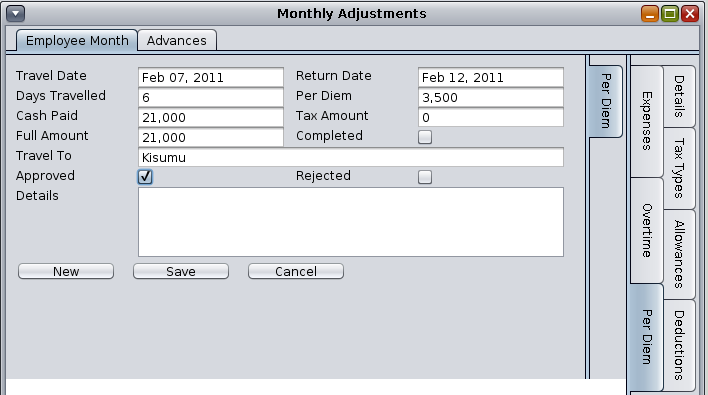 Monthly Adjustments
Employee Month Advances
Travel Date Feb 07, 2011 Return Date Feb 12, 2011
Days Travelled 6 Per Diem 3,500
Cash Paid 21,000 Tax Amount 0
Full Amount 21,000 Completed
Travel To Kisumu
Approved Rejected
Details
New Save Cancel
Per Diem
Expenses
Overtime
Per Diem
Details
Tax Types
Allowances
Deductions